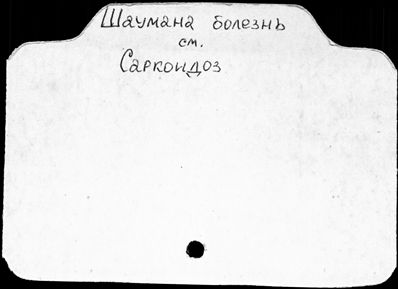 Шаумана болезнь
см.
Саркоидоз